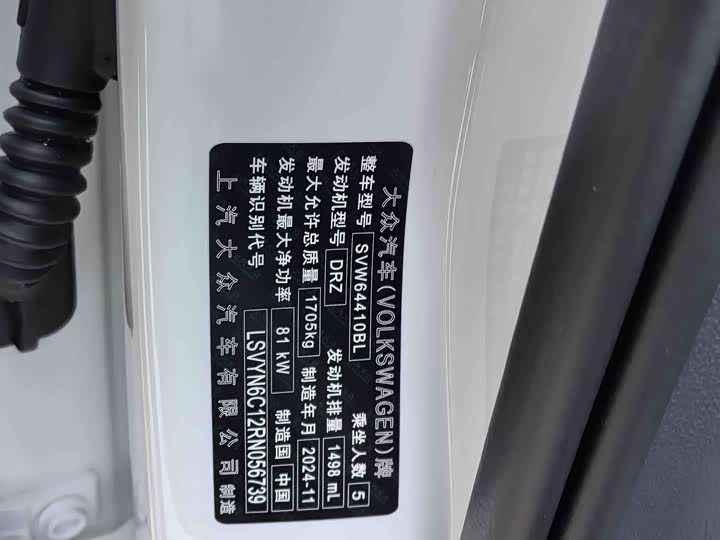 大众汽车(VOLKSWAGEN)牌
整车型号 SVW64410BL 乘坐人数 5
发动机型号 DRZ 发动机排量 1498 mL
最大允许总质量 1705kg 制造年月 2024-11
发动机最大净功率 81 kW 制造国 中国
车辆识别代号 LSVYN6C12RN056739
上汽大众汽车有限公司 制造